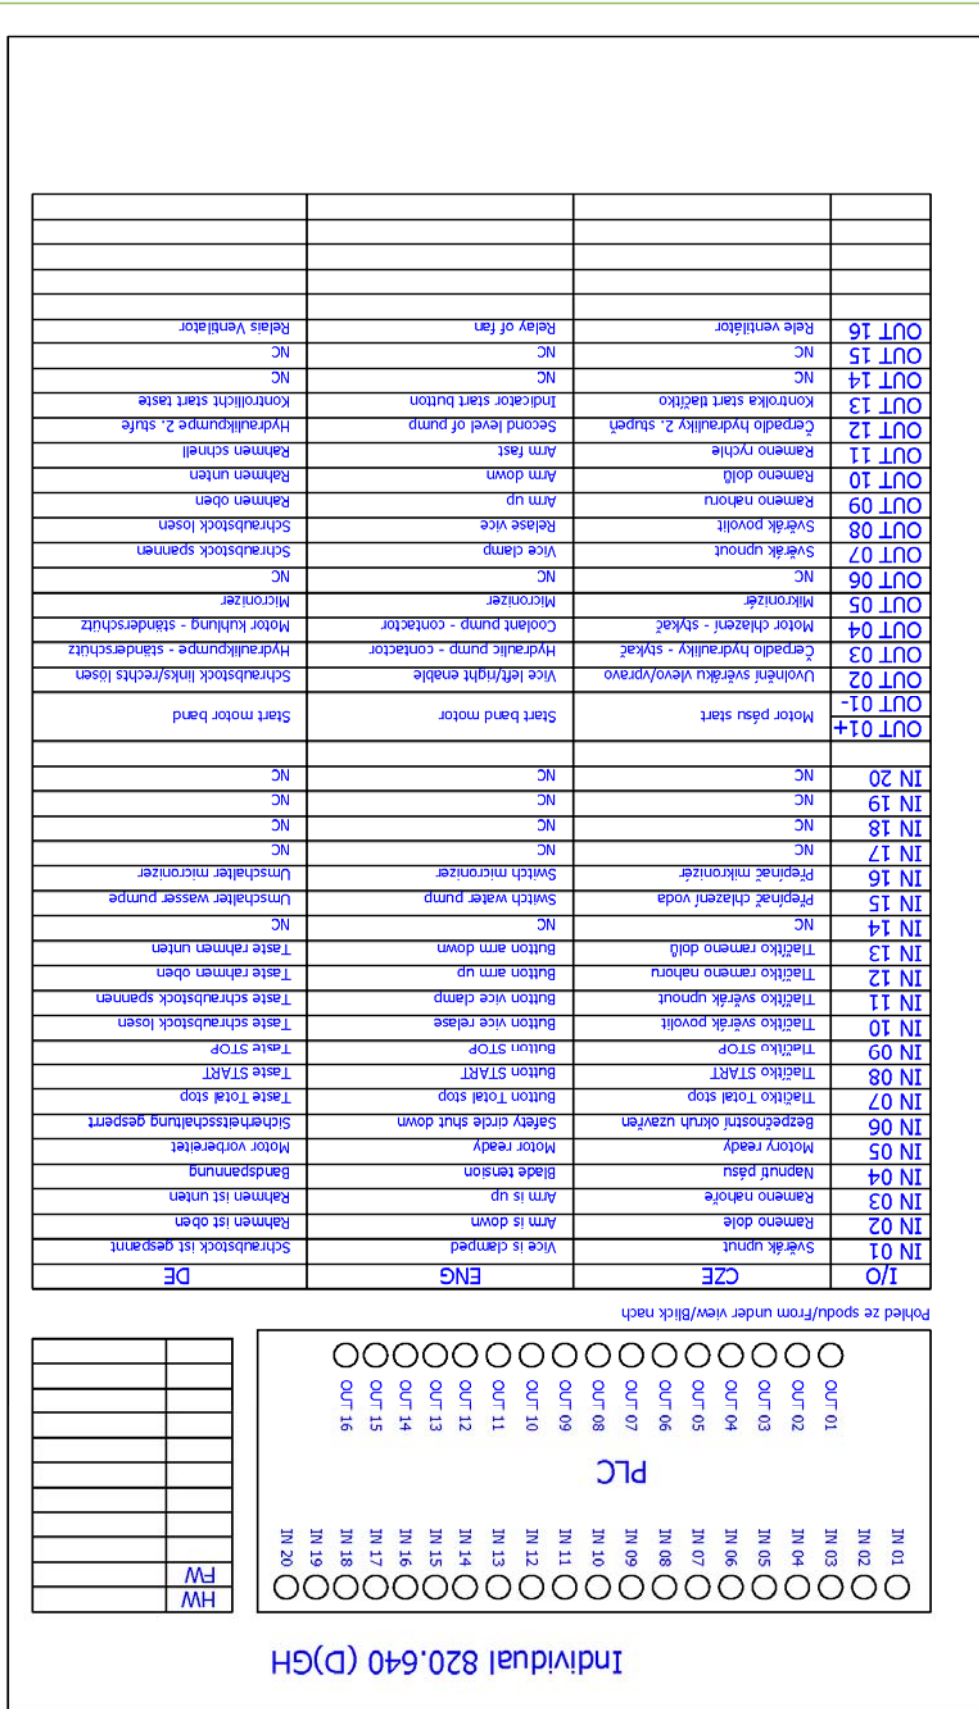 Individual 820.640 (D)GH
IN 01 IN 02 IN 03 IN 04 IN 05 IN 06 IN 07 IN 08 IN 09 IN 10 IN 11 IN 12 IN 13 IN 14 IN 15 IN 16 IN 17 IN 18 IN 19 IN 20
PLC
OUT 01 OUT 02 OUT 03 OUT 04 OUT 05 OUT 06 OUT 07 OUT 08 OUT 09 OUT 10 OUT 11 OUT 12 OUT 13 OUT 14 OUT 15 OUT 16
HW
FW
Pohled ze spodu/From under view/Blick nach
I/O CZE ENG DE
IN 01 Svěrák upnut Vice is clamped Schraubstock ist gespannt
IN 02 Rameno dole Arm is down Rahmen ist oben
IN 03 Rameno nahoře Arm is up Rahmen ist unten
IN 04 Napnutí pásu Blade tension Bandspannung
IN 05 Motory ready Motor ready Motor vorbereitet
IN 06 Bezpečnostní okruh uzavřen Safety circle shut down Sicherheitsschaltung gesperrt
IN 07 Tlačítko Total stop Button Total stop Taste Total stop
IN 08 Tlačítko START Button START Taste START
IN 09 Tlačítko STOP Button STOP Taste STOP
IN 10 Tlačítko svěrák povolit Button vice relase Taste schraubstock losen
IN 11 Tlačítko svěrák upnout Button vice clamp Taste schraubstock spannen
IN 12 Tlačítko rameno nahoru Button arm up Taste rahmen oben
IN 13 Tlačítko rameno dolů Button arm down Taste rahmen unten
IN 14 NC NC NC
IN 15 Přepínač chlazení voda Switch water pump Umschalter wasser pumpe
IN 16 Přepínač mikronizér Switch micronizer Umschalter micronizer
IN 17 NC NC NC
IN 18 NC NC NC
IN 19 NC NC NC
IN 20 NC NC NC
OUT 01+
OUT 01- Motor pásu start Start band motor Start motor band
OUT 02 Uvolnění svěráku vlevo/vpravo Vice left/right enable Schraubstock links/rechts lösen
OUT 03 Čerpadlo hydrauliky - stykač Hydraulic pump - contactor Hydraulikpumpe - ständerschütz
OUT 04 Motor chlazení - stykač Coolant pump - contactor Motor kuhlung - ständerschütz
OUT 05 Mikronizér Micronizer Micronizer
OUT 06 NC NC NC
OUT 07 Svěrák upnout Vice clamp Schraubstock spannen
OUT 08 Svěrák povolit Relase vice Schraubstock losen
OUT 09 Rameno nahoru Arm up Rahmen oben
OUT 10 Rameno dolů Arm down Rahmen unten
OUT 11 Rameno rychle Arm fast Rahmen schnell
OUT 12 Čerpadlo hydrauliky 2. stupeň Second level of pump Hydraulikpumpe 2. stufe
OUT 13 Kontrolka start tlačítko Indicator start button Kontrollicht start taste
OUT 14 NC NC NC
OUT 15 NC NC NC
OUT 16 Rele ventilátor Relay of fan Relais Ventilator